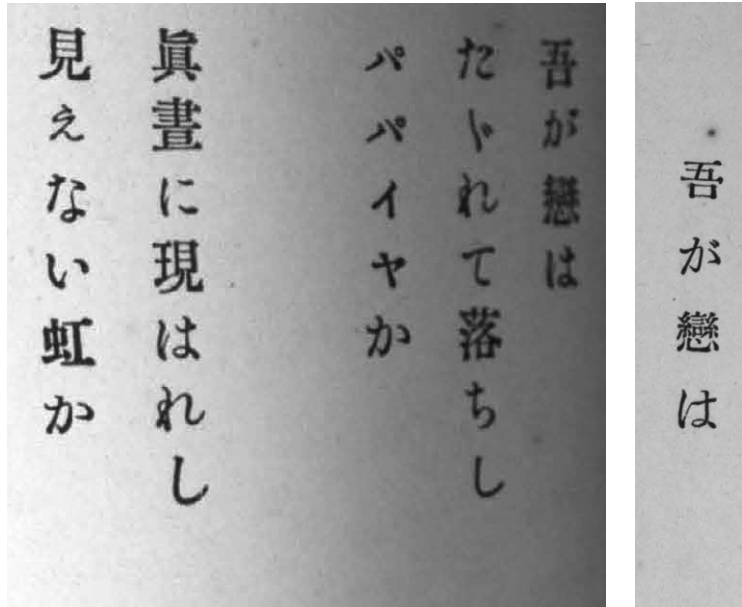 吾が戀は
吾が戀は
たゞれて落ちし
パパイヤか
眞晝に現はれし
見えない虹か